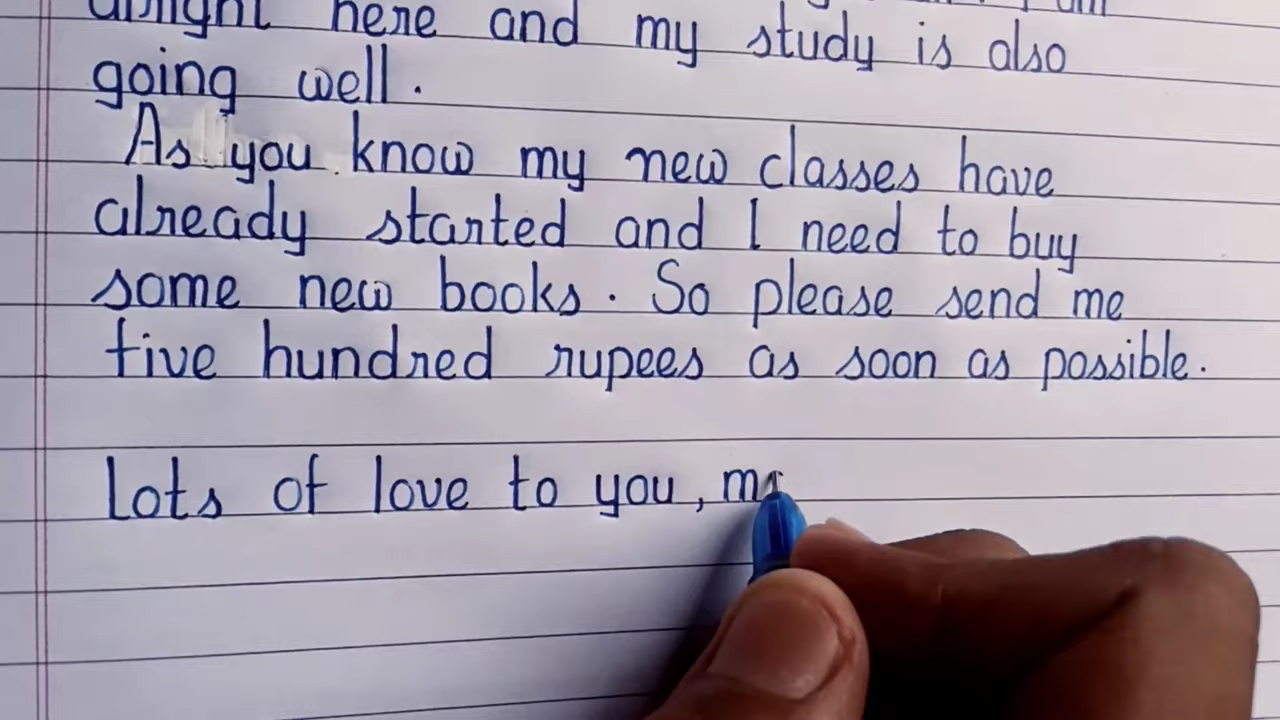 alright here and my study is also
going well.
As you know my new classes have
already started and I need to buy
some new books. So please send me
five hundred rupees as soon as possible.
Lots of love to you,